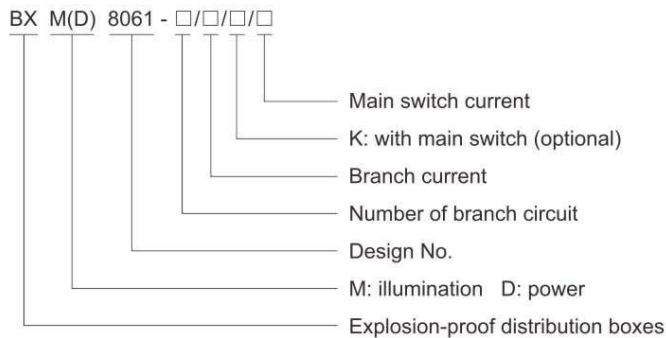 BX M(D) 8061 - □/□/□/□
Main switch current
K: with main switch (optional)
Branch current
Number of branch circuit
Design No.
M: illumination D: power
Explosion-proof distribution boxes